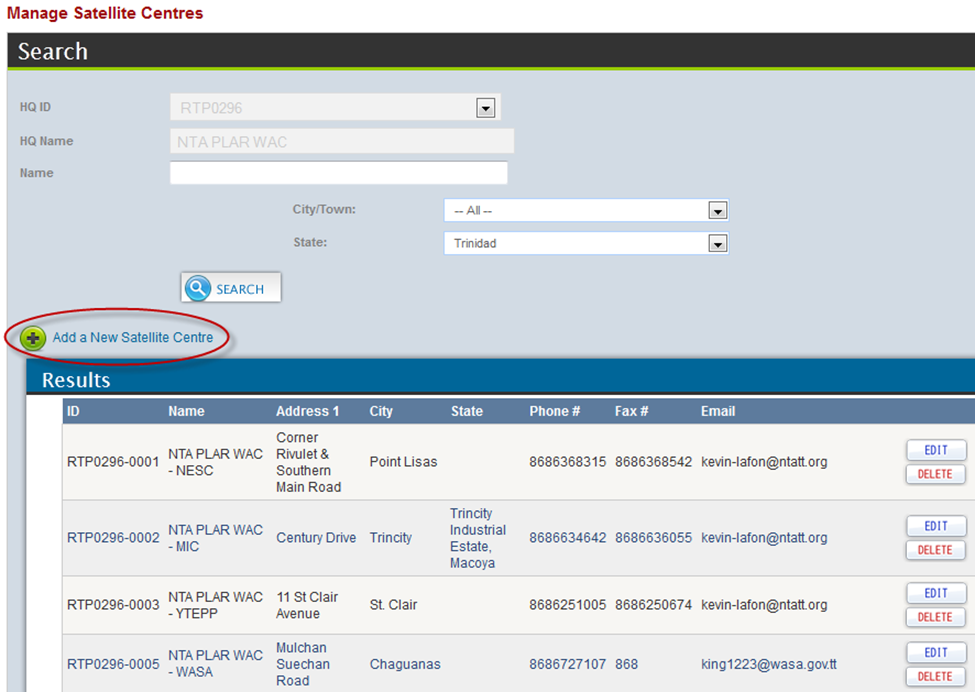 Manage Satellite Centres
Search
HQ ID RTP0296
HQ Name NTA PLAR WAC
Name
City/Town: -- All --
State: Trinidad
SEARCH
Add a New Satellite Centre
Results
ID Name Address 1 City State Phone # Fax # Email
RTP0296-0001 NTA PLAR WAC - NESC Corner Rivulet & Southern Main Road Point Lisas 8686368315 8686368542 kevin-lafon@ntatt.org EDIT DELETE
RTP0296-0002 NTA PLAR WAC - MIC Century Drive Trincity Trincity Industrial Estate, Macoya 8686634642 8686636055 kevin-lafon@ntatt.org EDIT DELETE
RTP0296-0003 NTA PLAR WAC - YTEPP 11 St Clair Avenue St. Clair 8686251005 8686250674 kevin-lafon@ntatt.org EDIT DELETE
RTP0296-0005 NTA PLAR WAC - WASA Mulchan Suechan Road Chaguanas 8686727107 868 king1223@wasa.gov.tt EDIT DELETE